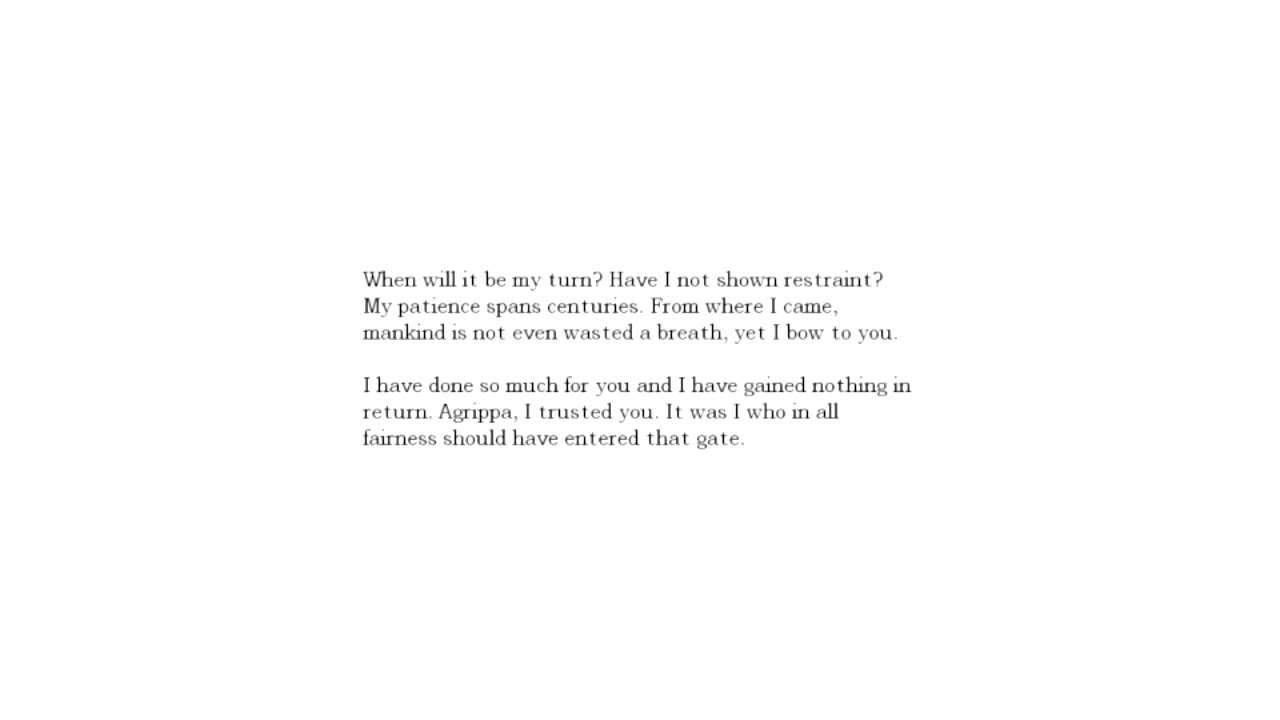 When will it be my turn? Have I not shown restraint?
My patience spans centuries. From where I came,
mankind is not even wasted a breath, yet I bow to you.
I have done so much for you and I have gained nothing in
return. Agrippa, I trusted you. It was I who in all
fairness should have entered that gate.